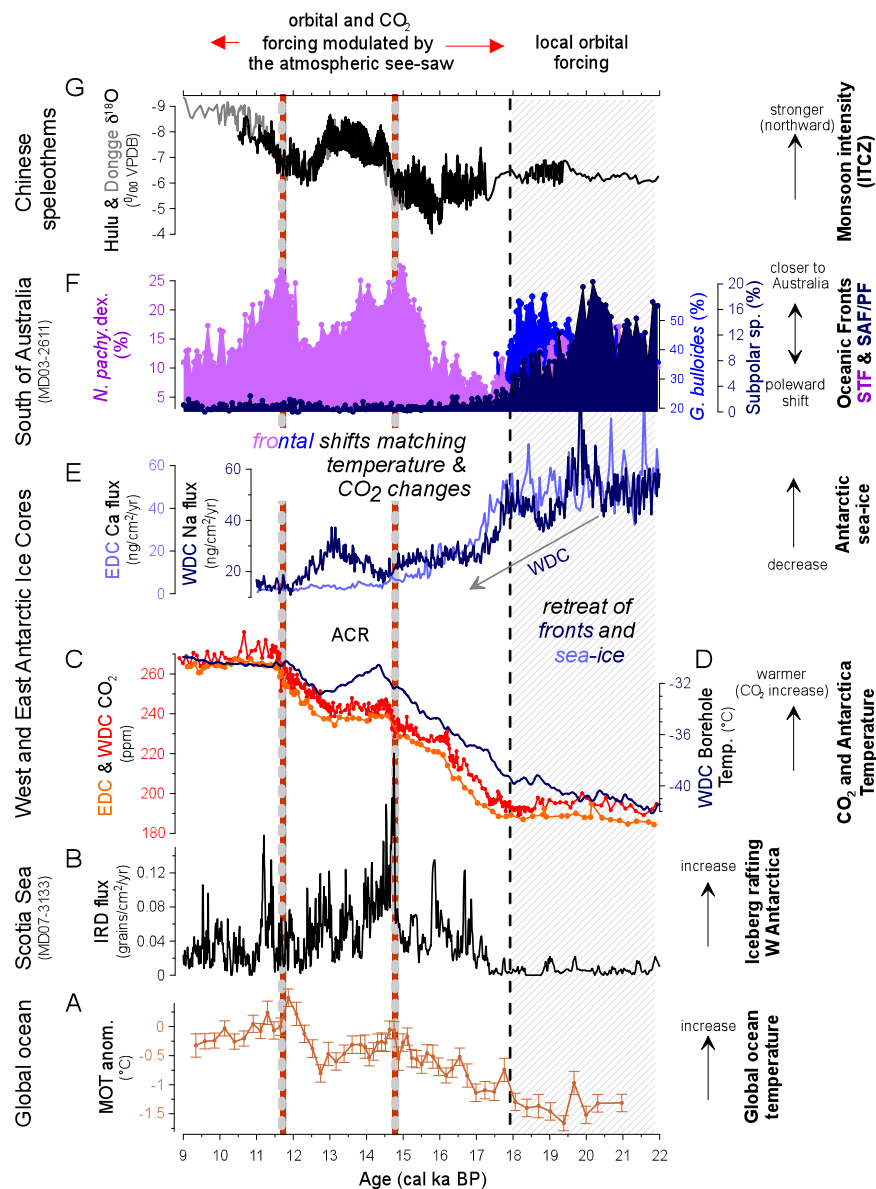 orbital and CO2
forcing modulated by
the atmospheric see-saw
local orbital
forcing
G
Chinese
speleothems
Hulu & Dongge δ18O
(0/00 VPDB)
-9
-8
-7
-6
-5
-4
stronger
(northward)
Monsoon intensity
(ITCZ)
F
South of Australia
(MD03-2611)
N. pachy.dex.
(%)
25
20
15
10
5
50
40
30
20
G. bulloides (%)
20
16
12
8
4
0
Subpolar sp. (%)
closer to
Australia
poleward
shift
Oceanic Fronts
STF & SAF/PF
frontal shifts matching
temperature &
CO2 changes
E
West and East Antarctic Ice Cores
EDC Ca flux
(ng/cm2/yr)
60
40
20
0
WDC Na flux
(ng/cm2/yr)
60
40
20
WDC
decrease
Antarctic
sea-ice
retreat of
fronts and
sea-ice
ACR
C
EDC & WDC CO2
(ppm)
260
240
220
200
180
D
-32
-36
-40
WDC Borehole
Temp. (°C)
warmer
(CO2 increase)
CO2 and Antarctica
Temperature
B
Scotia Sea
(MD07-3133)
IRD flux
(grains/cm2/yr)
0.12
0.08
0.04
0
increase
Iceberg rafting
W Antarctica
A
Global ocean
MOT anom.
(°C)
0
-0.5
-1
-1.5
increase
Global ocean
temperature
9 10 11 12 13 14 15 16 17 18 19 20 21 22
Age (cal ka BP)